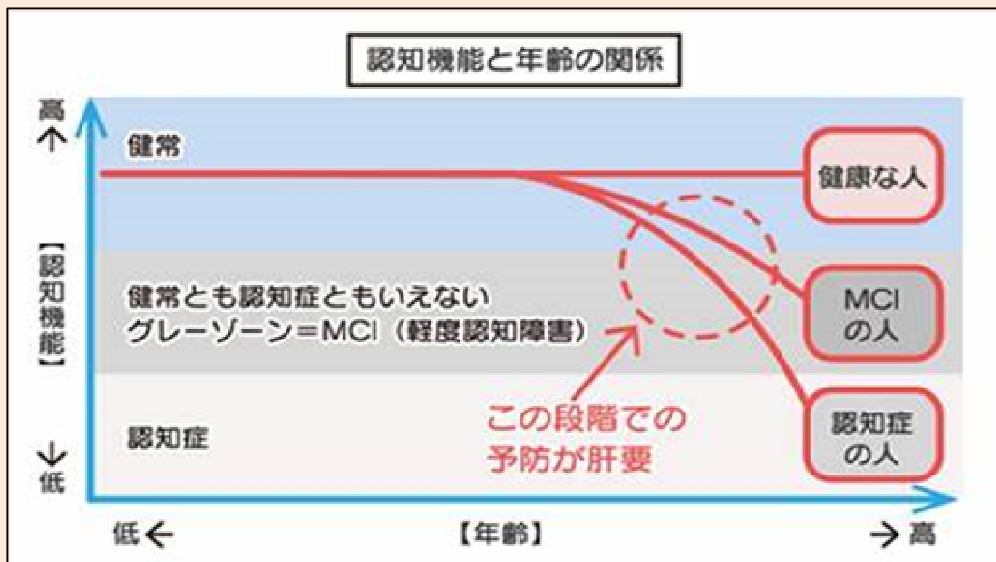 認知機能と年齢の関係
高
↑
【認知機能】
↓
低
健常
健常とも認知症ともいえない
グレーゾーン＝MCI（軽度認知障害）
認知症
この段階での
予防が肝要
健康な人
MCI
の人
認知症
の人
低←
【年齢】
→高